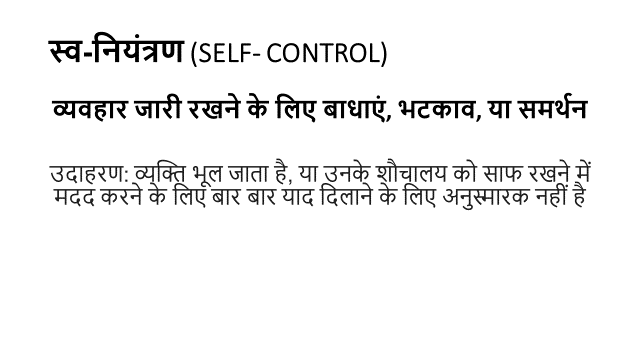 स्व-नियंत्रण (SELF- CONTROL)
व्यवहार जारी रखने के लिए बाधाएं, भटकाव, या समर्थन
उदाहरण: व्यक्ति भूल जाता है, या उनके शौचालय को साफ रखने में
मदद करने के लिए बार बार याद दिलाने के लिए अनुस्मारक नहीं है